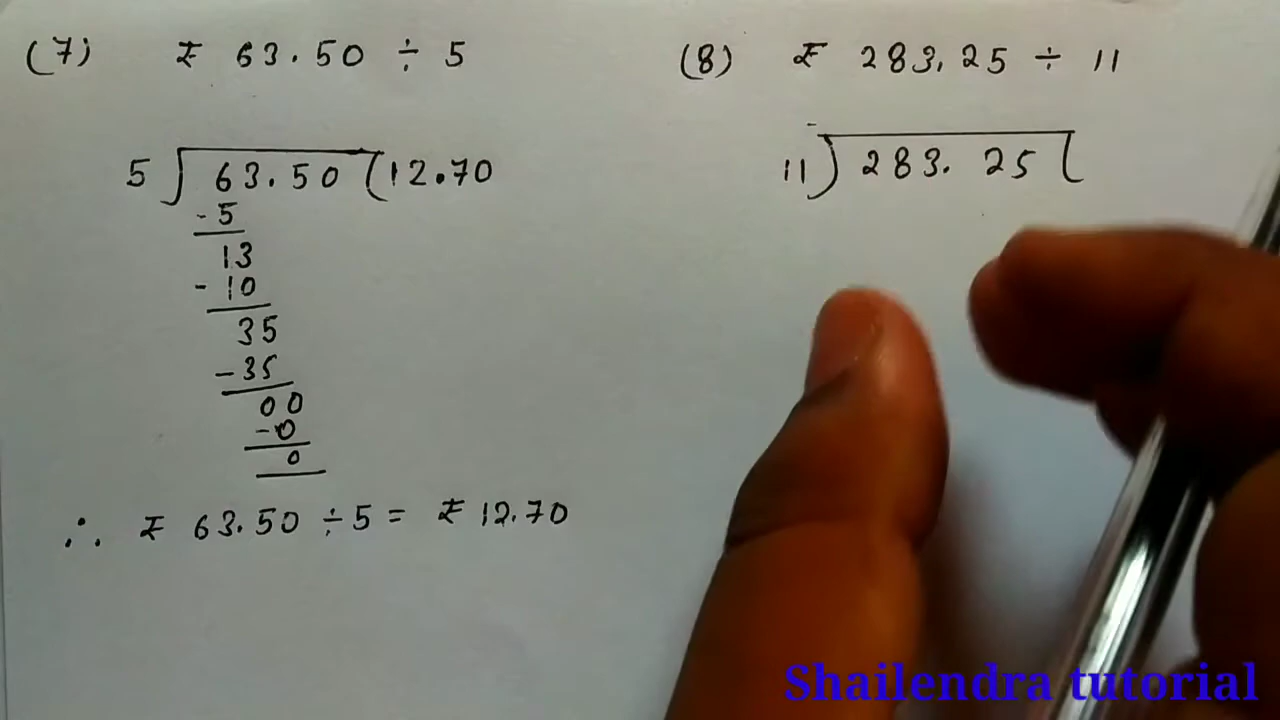 (7) ₹ 63.50 ÷ 5
5 ) 63.50 ( 12.70
- 5
13
- 10
35
- 35
00
- 0
0
∴ ₹ 63.50 ÷ 5 = ₹ 12.70
(8) ₹ 283.25 ÷ 11
11 ) 283.25 (
Shailendra tutorial